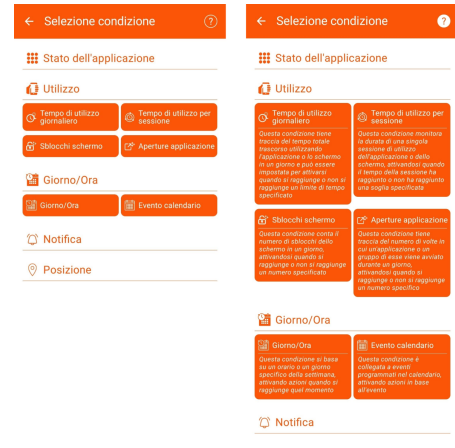 Selezione condizione ?
Stato dell'applicazione
Utilizzo
Tempo di utilizzo
giornaliero
Tempo di utilizzo per
sessione
Sblocchi schermo
Aperture applicazione
Giorno/Ora
Giorno/Ora
Evento calendario
Notifica
Posizione
Selezione condizione ?
Stato dell'applicazione
Utilizzo
Tempo di utilizzo
giornaliero
Questa condizione tiene
traccia del tempo totale
trascorso utilizzando
l'applicazione o lo schermo
in un giorno e può essere
impostata per attivarsi
quando si raggiunge o non si
raggiunge un limite di tempo
specificato
Tempo di utilizzo per
sessione
Questa condizione monitora
la durata di una singola
sessione di utilizzo
dell'applicazione o dello
schermo, attivandosi quando
il tempo della sessione ha
raggiunto o non ha raggiunto
una soglia specificata
Sblocchi schermo
Questa condizione conta il
numero di sblocchi dello
schermo in un giorno,
attivandosi quando si
raggiunge o non si raggiunge
un numero specificato
Aperture applicazione
Questa condizione tiene
traccia del numero di volte in
cui un'applicazione o un
gruppo di esse viene avviato
durante un giorno,
attivandosi quando si
raggiunge o non si raggiunge
un numero specifico
Giorno/Ora
Giorno/Ora
Questa condizione si basa
su un orario o un giorno
specifico della settimana,
attivando azioni quando si
raggiunge quel momento
Evento calendario
Questa condizione è
collegata a eventi
programmati nel calendario,
attivando azioni in base
all'evento
Notifica